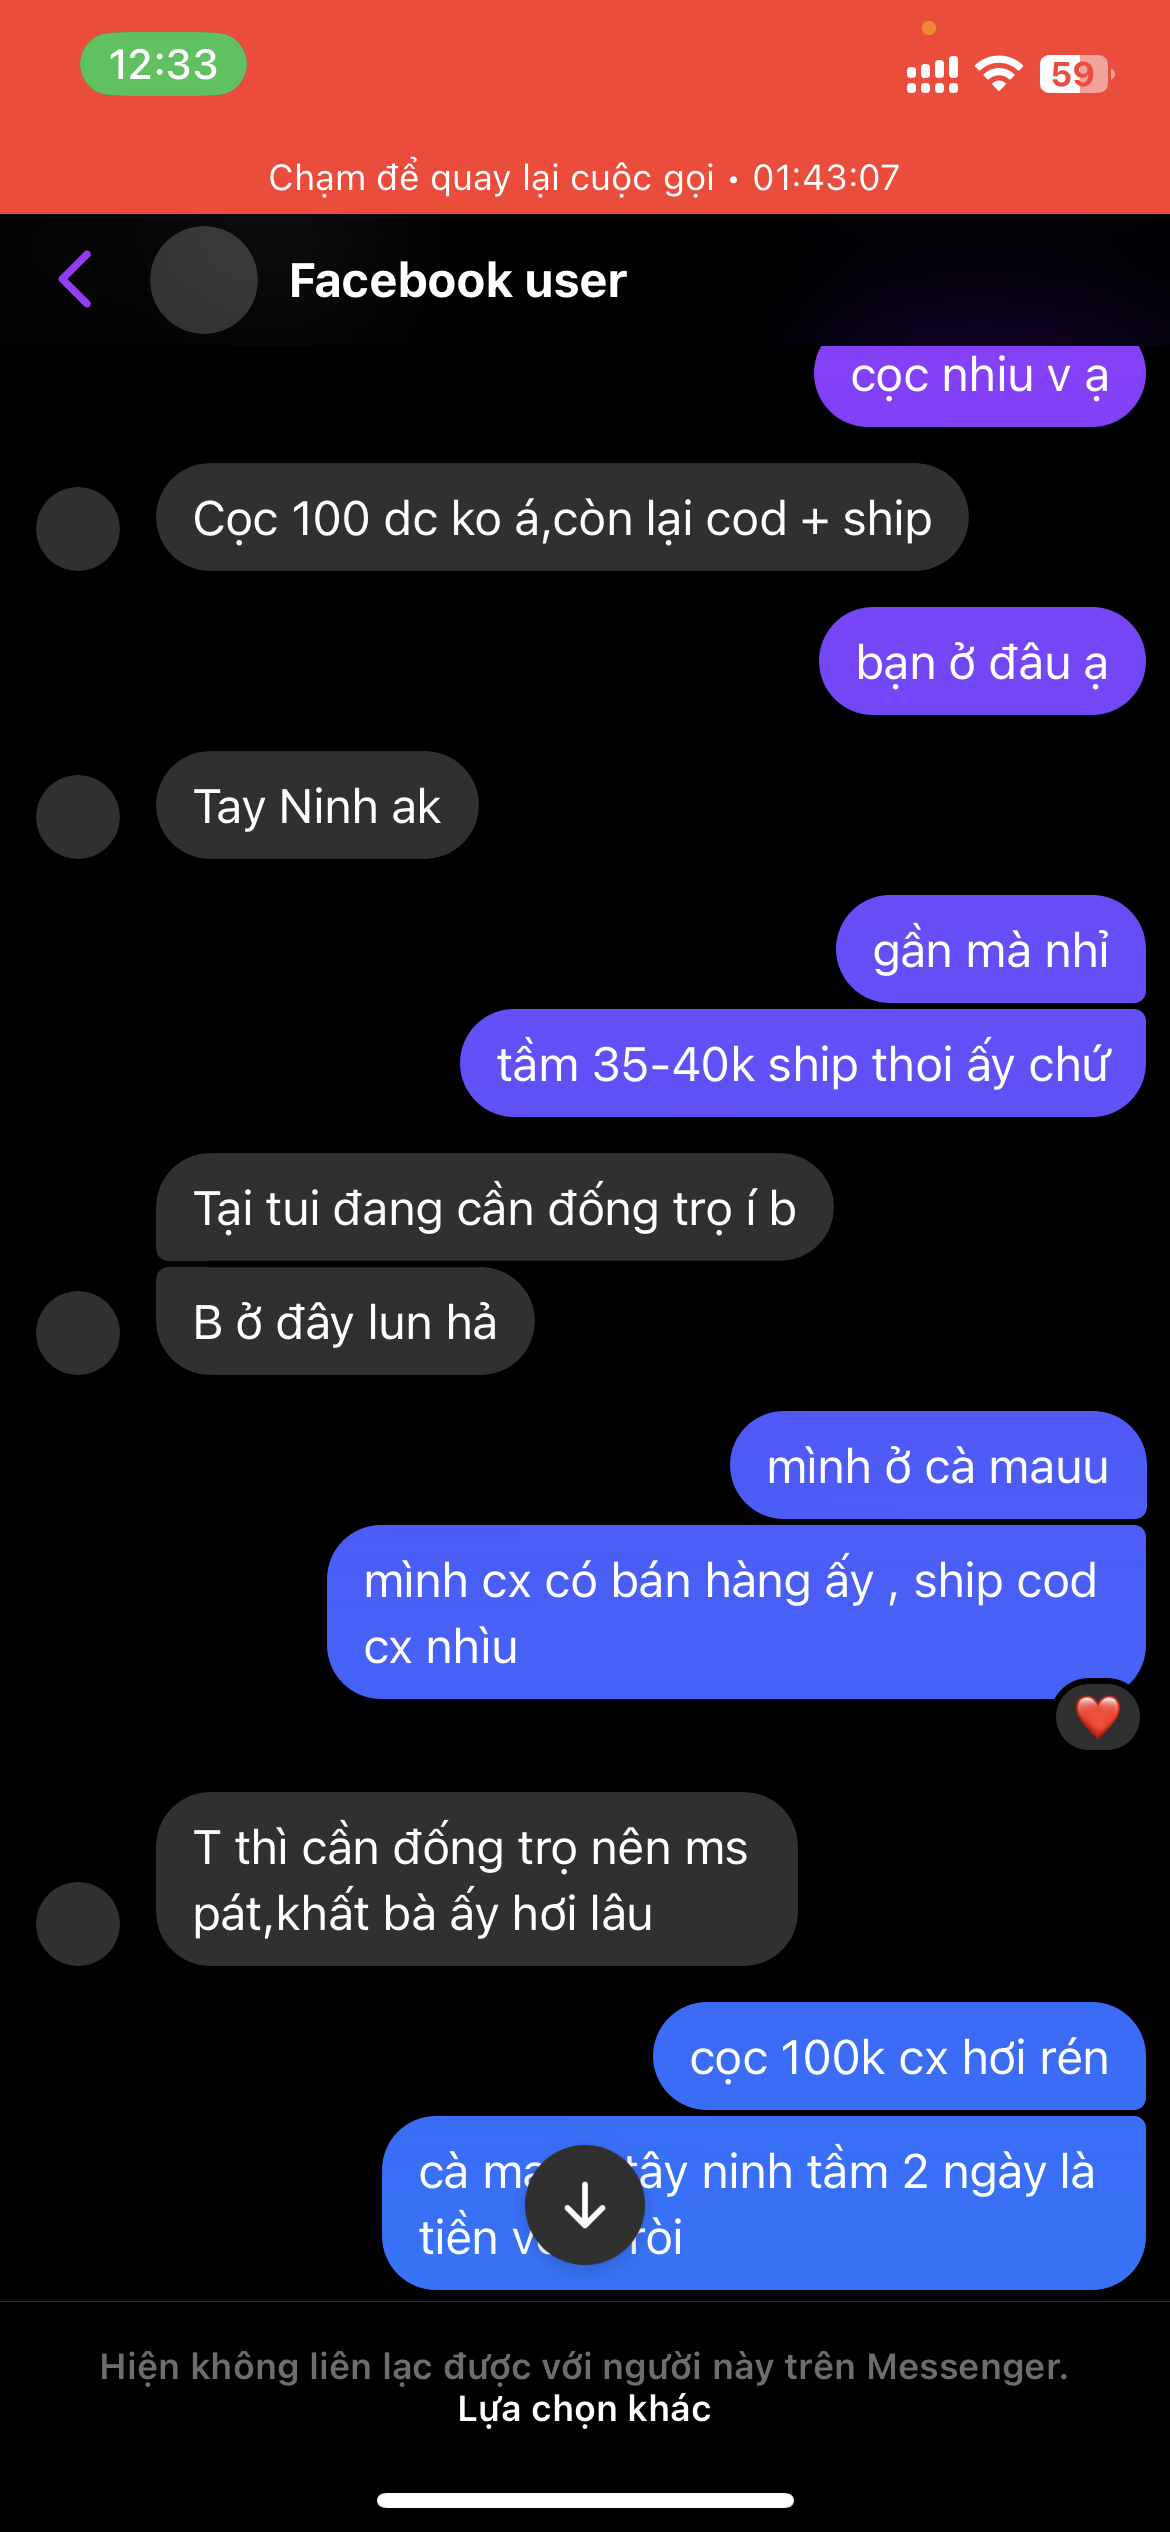 12:33
59
Chạm để quay lại cuộc gọi • 01:43:07
Facebook user
cọc nhiu v ạ
Cọc 100 dc ko á,còn lại cod + ship
bạn ở đâu ạ
Tay Ninh ak
gần mà nhỉ
tầm 35-40k ship thoi ấy chứ
Tại tui đang cần đống trọ í b
B ở đây lun hả
mình ở cà mauu
mình cx có bán hàng ấy , ship cod
cx nhìu
T thì cần đống trọ nên ms
pát,khất bà ấy hơi lâu
cọc 100k cx hơi rén
cà tây ninh tầm 2 ngày là
tiền ròi
Hiện không liên lạc được với người này trên Messenger.
Lựa chọn khác